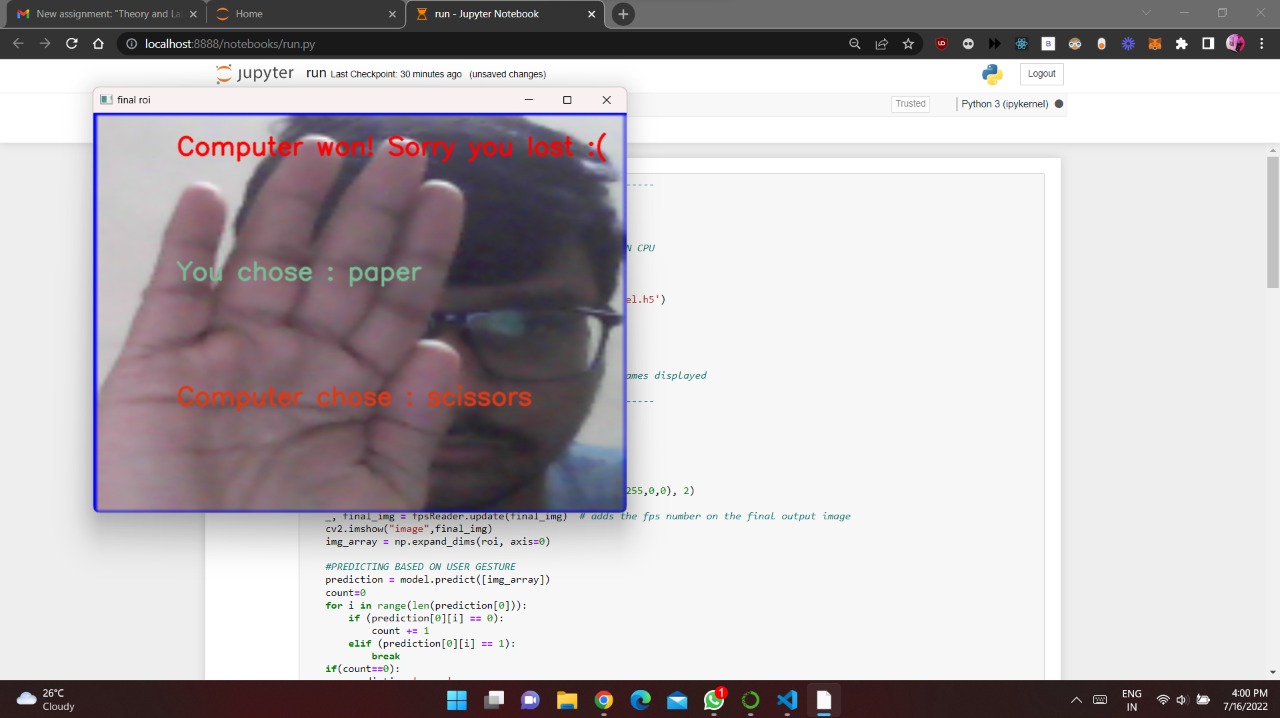 New assignment: "Theory and La
Home
run - Jupyter Notebook
localhost:8888/notebooks/run.py
jupyter run Last Checkpoint: 30 minutes ago (unsaved changes)
Logout
Trusted
Python 3 (ipykernel)
final roi
Computer won! Sorry you lost :(
You chose : paper
Computer chose : scissors
-----
N CPU
el.h5')
ames displayed
-----
255,0,0), 2)
_, final_img = fpsReader.update(final_img) # adds the fps number on the final output image
cv2.imshow("image",final_img)
img_array = np.expand_dims(roi, axis=0)
#PREDICTING BASED ON USER GESTURE
prediction = model.predict([img_array])
count=0
for i in range(len(prediction[0])):
if (prediction[0][i] == 0):
count += 1
elif (prediction[0][i] == 1):
break
if(count==0):
26°C
Cloudy
1
ENG
IN
4:00 PM
7/16/2022